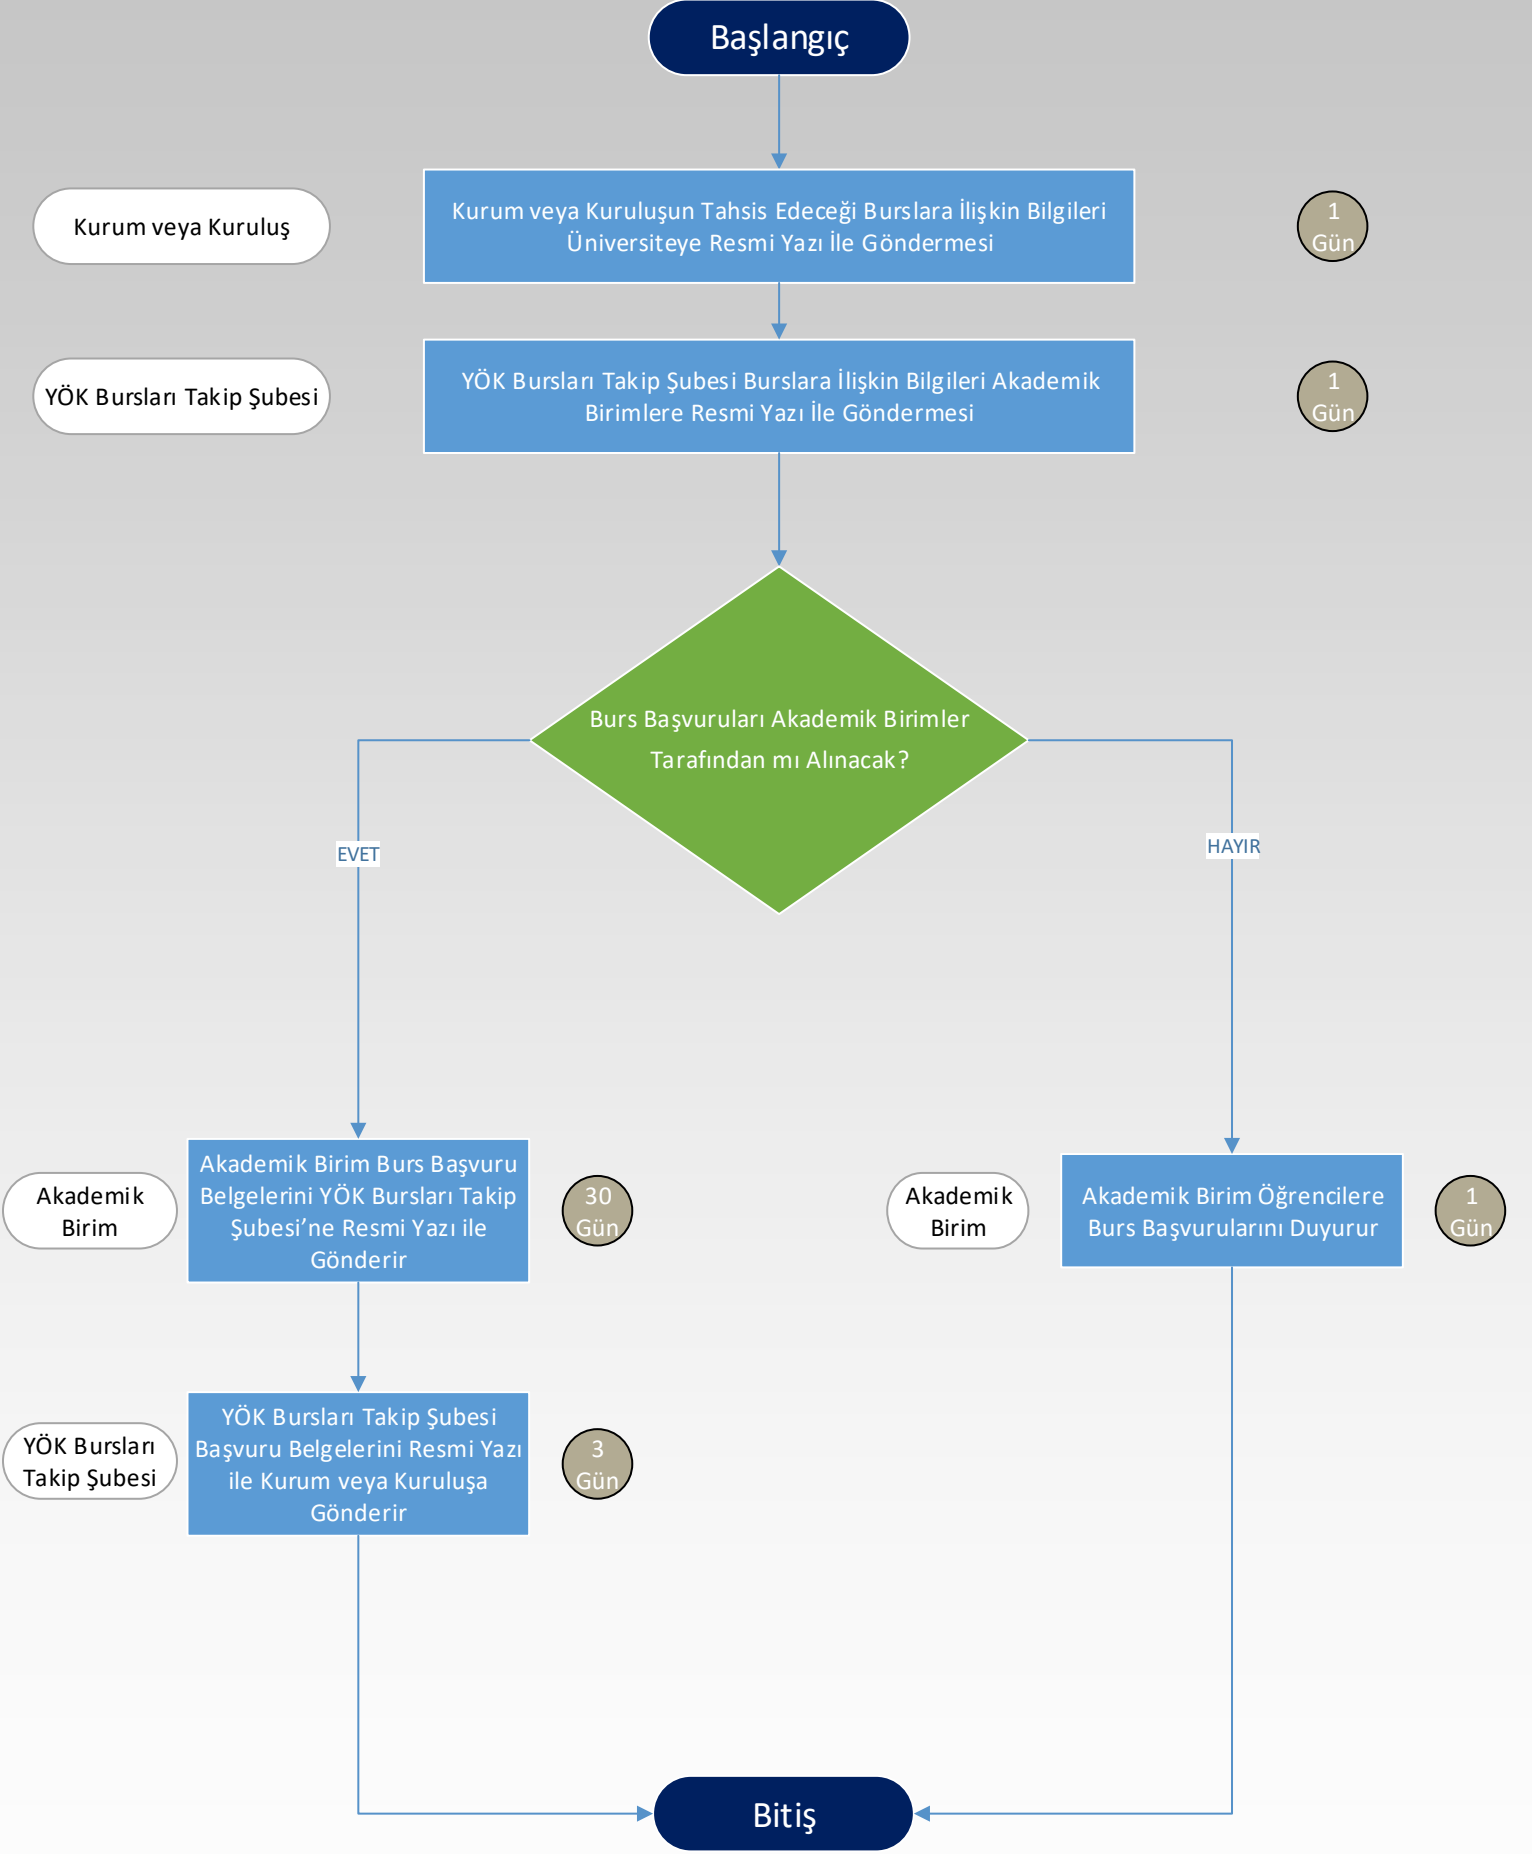 Başlangıç
Kurum veya Kuruluş
Kurum veya Kuruluşun Tahsis Edeceği Burslara İlişkin Bilgileri
Üniversiteye Resmi Yazı İle Göndermesi
1
Gün
YÖK Bursları Takip Şubesi
YÖK Bursları Takip Şubesi Burslara İlişkin Bilgileri Akademik
Birimlere Resmi Yazı İle Göndermesi
1
Gün
Burs Başvuruları Akademik Birimler
Tarafından mı Alınacak?
EVET
HAYIR
Akademik
Birim
Akademik Birim Burs Başvuru
Belgelerini YÖK Bursları Takip
Şubesi’ne Resmi Yazı ile
Gönderir
30
Gün
Akademik
Birim
Akademik Birim Öğrencilere
Burs Başvurularını Duyurur
1
Gün
YÖK Bursları
Takip Şubesi
YÖK Bursları Takip Şubesi
Başvuru Belgelerini Resmi Yazı
ile Kurum veya Kuruluşa
Gönderir
3
Gün
Bitiş